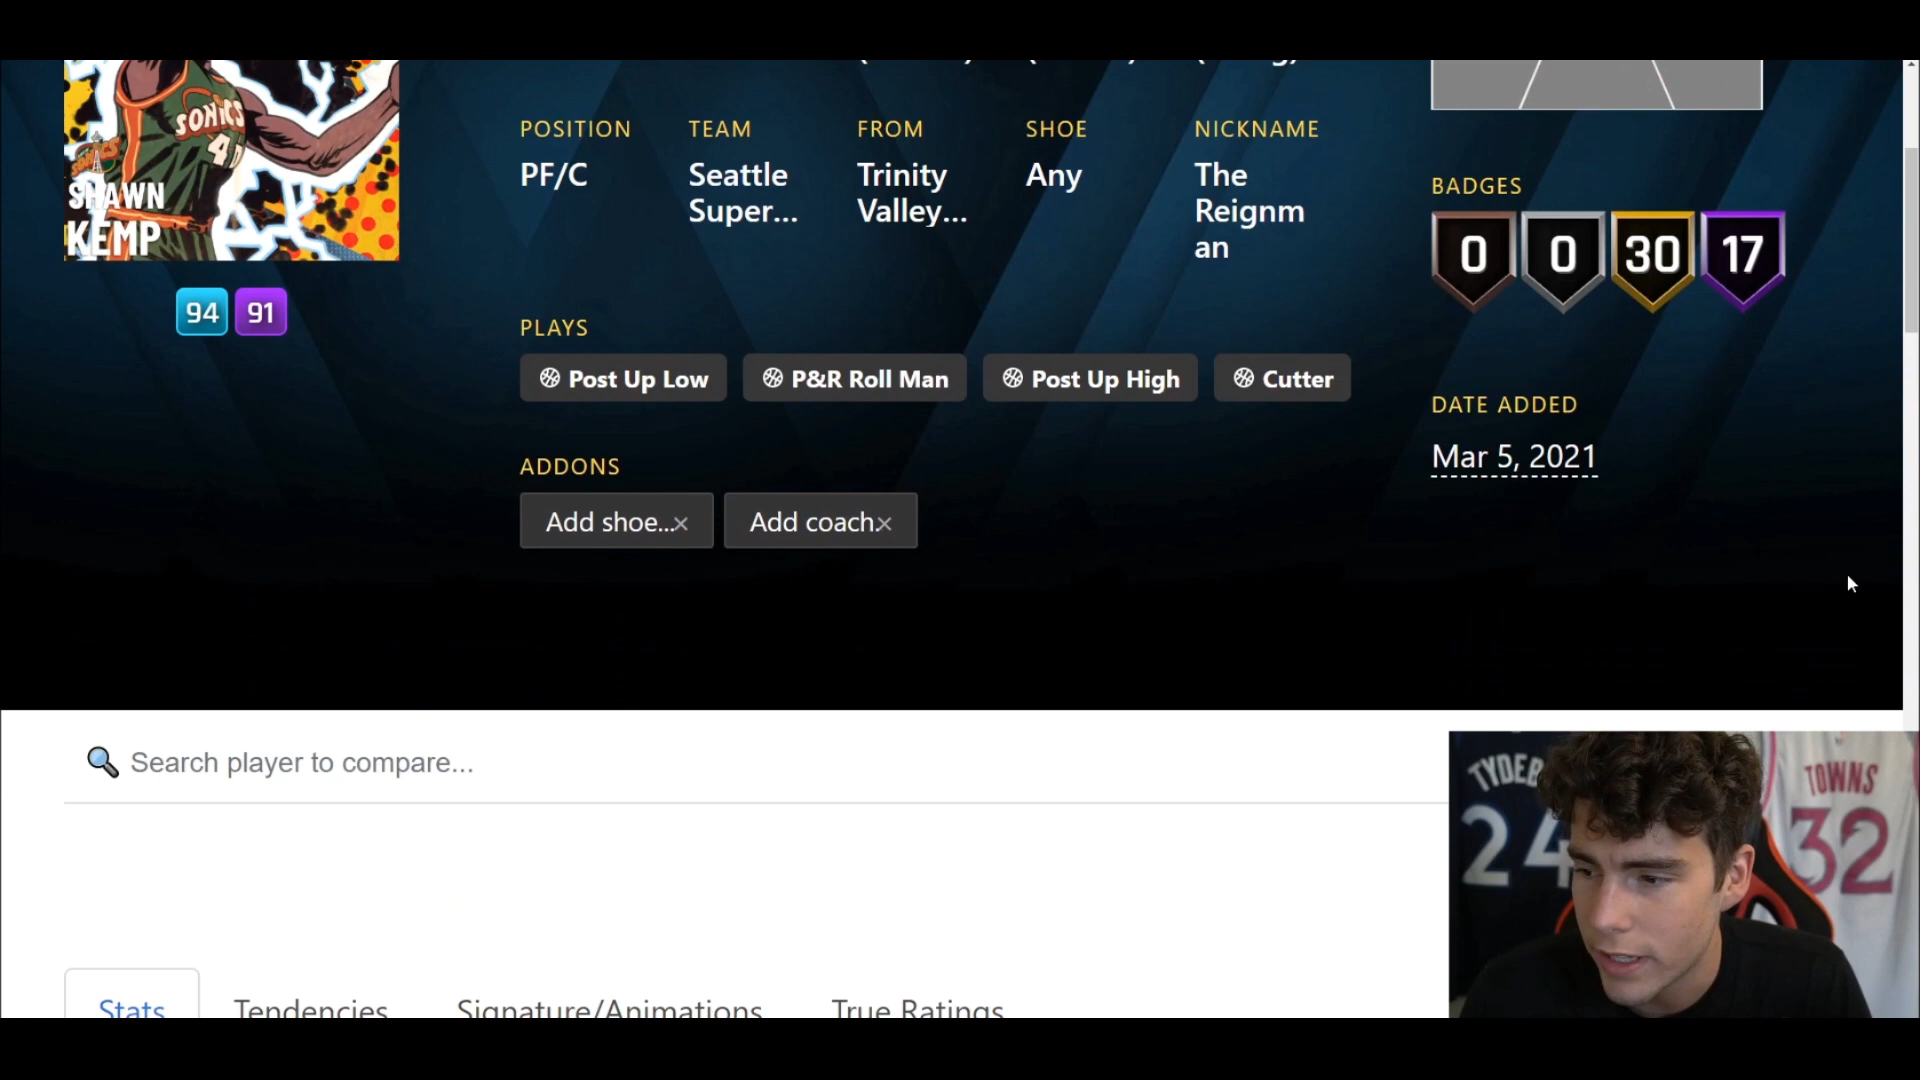 SONICS
40
SONICS
SHAWN
KEMP
94 91
POSITION
PF/C
TEAM
Seattle
Super...
FROM
Trinity
Valley...
SHOE
Any
NICKNAME
The
Reignm
an
PLAYS
Post Up Low
P&R Roll Man
Post Up High
Cutter
ADDONS
Add shoe...×
Add coach.×
BADGES
0 0 30 17
DATE ADDED
Mar 5, 2021
Search player to compare...
Stats Tendencies Signature/Animations True Ratings
TYDEB
24
TOWNS
32